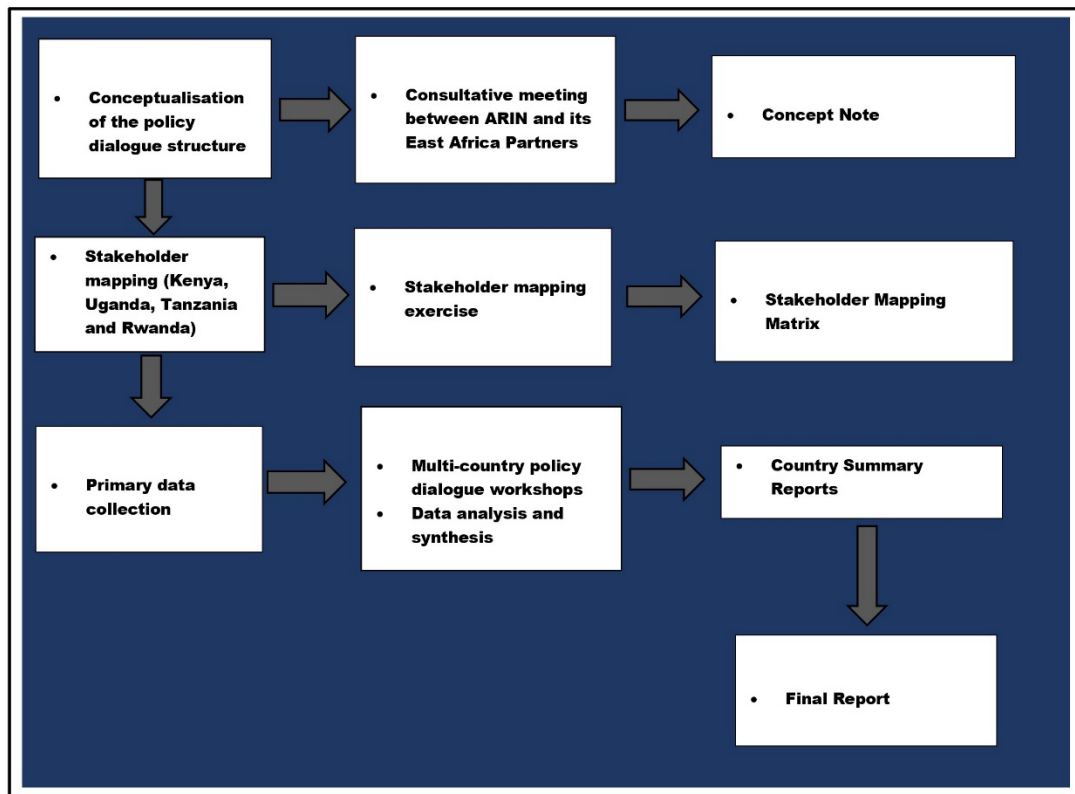 • Conceptualisation
of the policy
dialogue structure
• Consultative meeting
between ARIN and its
East Africa Partners
• Concept Note
• Stakeholder
mapping (Kenya,
Uganda, Tanzania
and Rwanda)
• Stakeholder mapping
exercise
• Stakeholder Mapping
Matrix
• Primary data
collection
• Multi-country policy
dialogue workshops
• Data analysis and
synthesis
• Country Summary
Reports
• Final Report